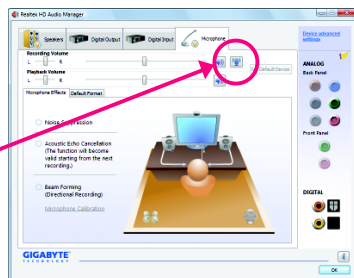 Realtek HD Audio Manager
Speakers
Digital Output
Digital Input
Microphone
Device advanced
settings
Recording Volume
L
R
Set Default Device
Playback Volume
L
R
ANALOG
Back Panel
Microphone Effects
Default Format
Noise Suppression
Acoustic Echo Cancellation
(The function will become
valid starting from the next
recording.)
Front Panel
Beam Forming
(Directional Recording)
Microphone Calibration
DIGITAL
GIGABYTE
TECHNOLOGY
i
OK